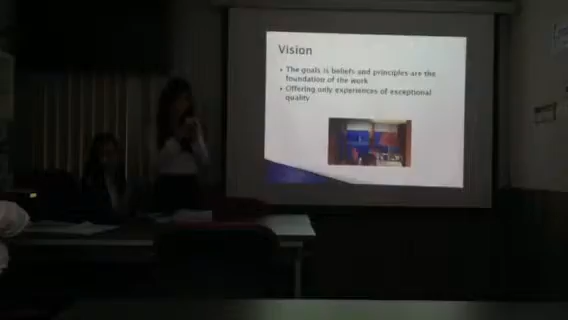 Vision
• The goals is beliefs and principles are the
foundation of the work
• Offering only experiences of exceptional
quality